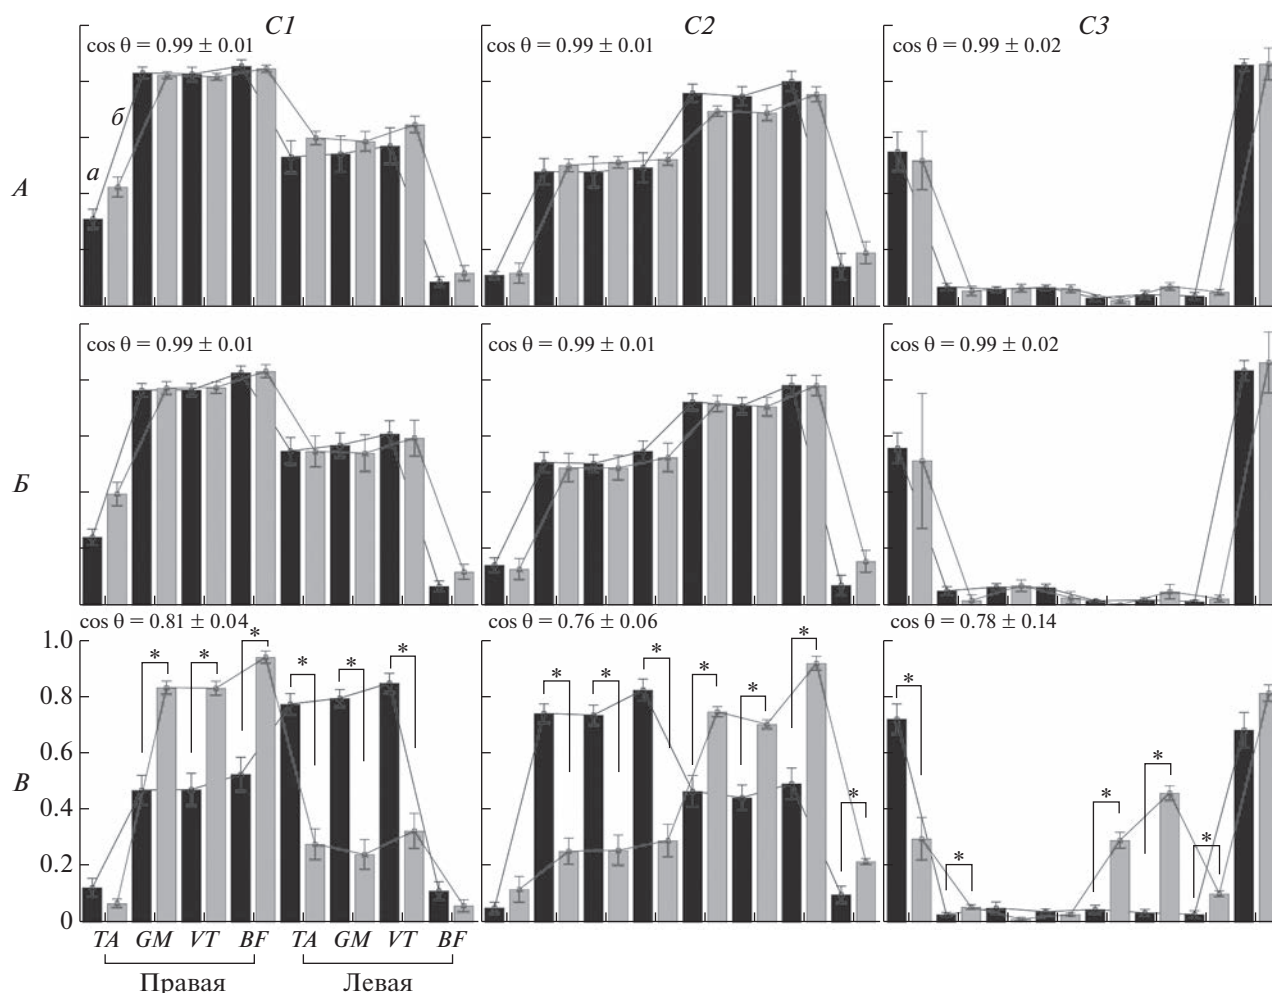 C1 C2 C3
cos θ = 0.99 ± 0.01 cos θ = 0.99 ± 0.01 cos θ = 0.99 ± 0.02
б
а
А
cos θ = 0.99 ± 0.01 cos θ = 0.99 ± 0.01 cos θ = 0.99 ± 0.02
Б
cos θ = 0.81 ± 0.04 cos θ = 0.76 ± 0.06 cos θ = 0.78 ± 0.14
1.0 * * * * * * * * * * * * *
0.8 * *
0.6
В
0.4 * *
0.2 * *
0
TA GM VT BF TA GM VT BF
Правая Левая